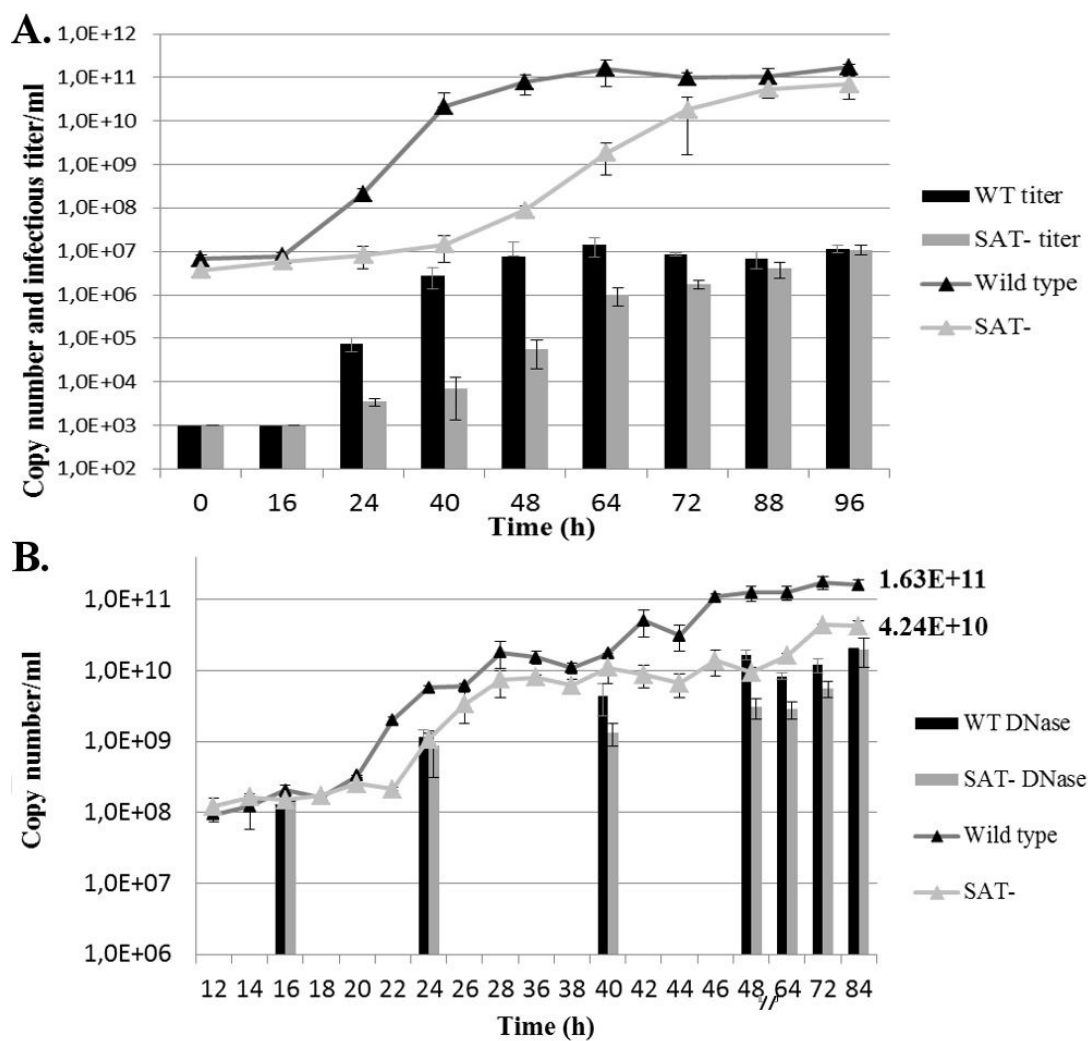 A.
Copy number and infectious titer/ml
1,0E+12
1,0E+11
1,0E+10
1,0E+09
1,0E+08
1,0E+07
1,0E+06
1,0E+05
1,0E+04
1,0E+03
1,0E+02
0 16 24 40 48 64 72 88 96
Time (h)
WT titer
SAT- titer
Wild type
SAT-
B.
Copy number/ml
1,0E+11
1,0E+10
1,0E+09
1,0E+08
1,0E+07
1,0E+06
1.63E+11
4.24E+10
12 14 16 18 20 22 24 26 28 36 38 40 42 44 46 48 // 64 72 84
Time (h)
WT DNase
SAT- DNase
Wild type
SAT-